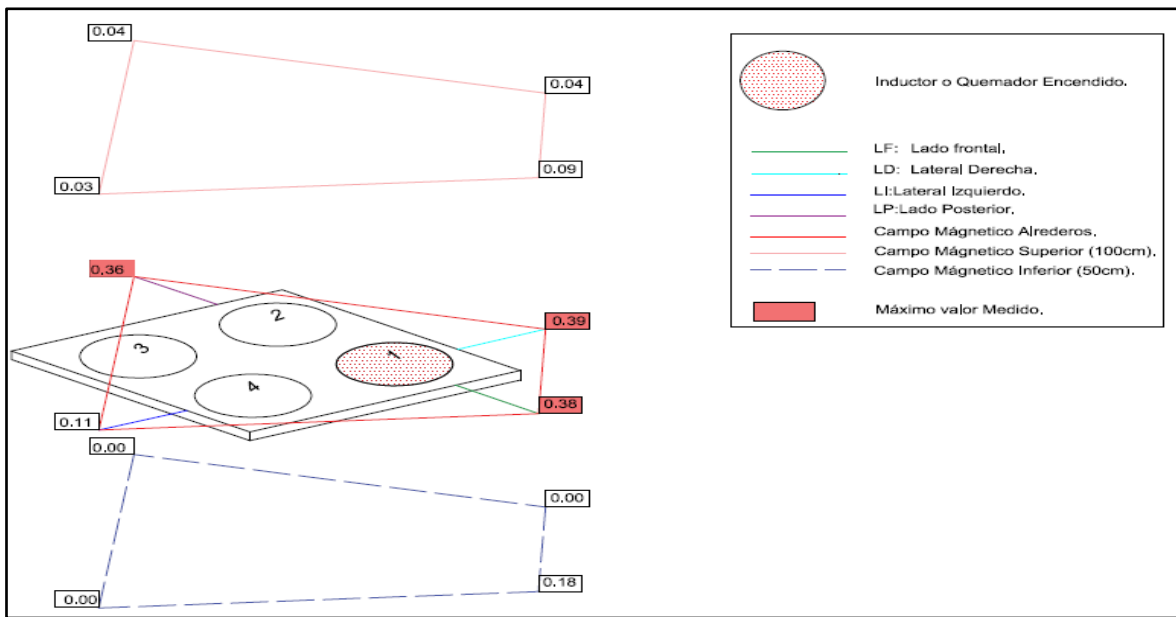 0.04
0.04
0.09
0.03
0.36
0.39
0.38
0.11
2
3
1
4
0.00
0.00
0.18
0.00
Inductor o Quemador Encendido.
LF: Lado frontal.
LD: Lateral Derecha.
LI:Lateral Izquierdo.
LP:Lado Posterior.
Campo Mágnetico Alrederos.
Campo Mágnetico Superior (100cm).
Campo Mágnetico Inferior (50cm).
Máximo valor Medido.